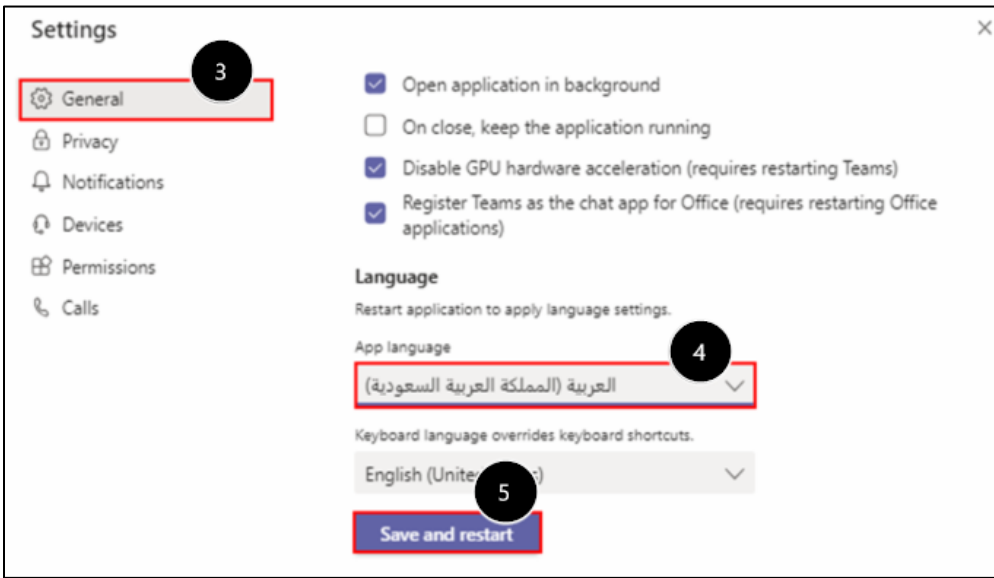 Settings
3
General
Privacy
Notifications
Devices
Permissions
Calls
Open application in background
On close, keep the application running
Disable GPU hardware acceleration (requires restarting Teams)
Register Teams as the chat app for Office (requires restarting Office
applications)
Language
Restart application to apply language settings.
App language
4
العربية (المملكة العربية السعودية)
Keyboard language overrides keyboard shortcuts.
English
5
Save and restart